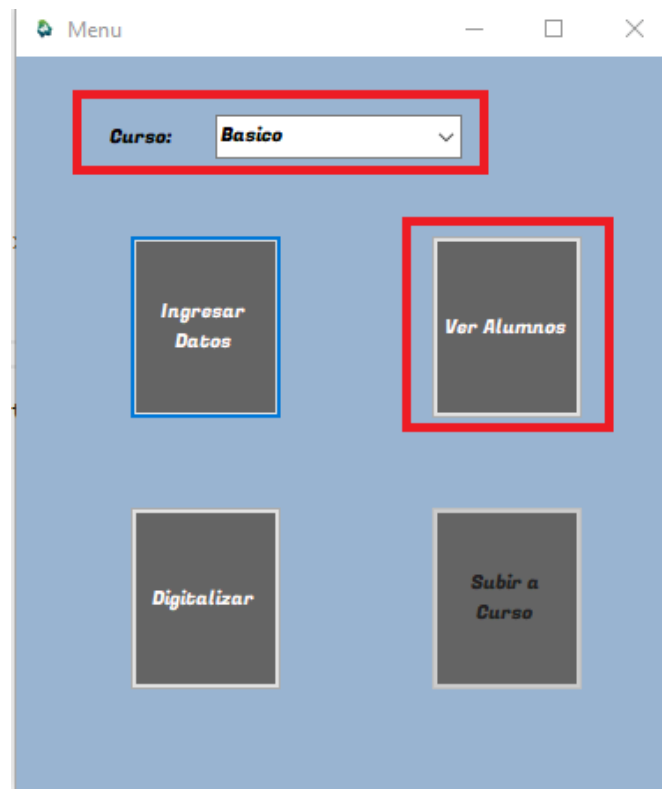 Menu
Curso: Basico
Ingresar
Datos
Ver Alumnos
Digitalizar
Subir a
Curso